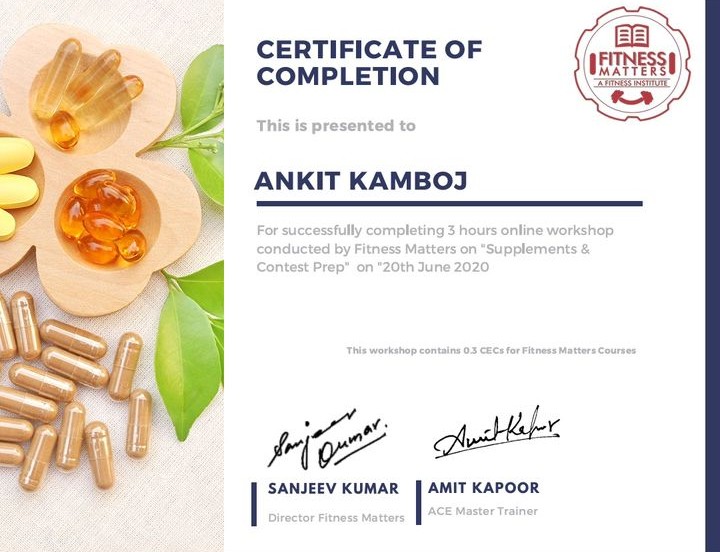 CERTIFICATE OF
COMPLETION
FITNESS
MATTERS
A FITNESS INSTITUTE
This is presented to
ANKIT KAMBOJ
For successfully completing 3 hours online workshop
conducted by Fitness Matters on "Supplements &
Contest Prep"  on "20th June 2020
This workshop contains 0.3 CECs for Fitness Matters Courses
Sanjeev
Kumar
Amit Kapur
SANJEEV KUMAR
Director Fitness Matters
AMIT KAPOOR
ACE Master Trainer